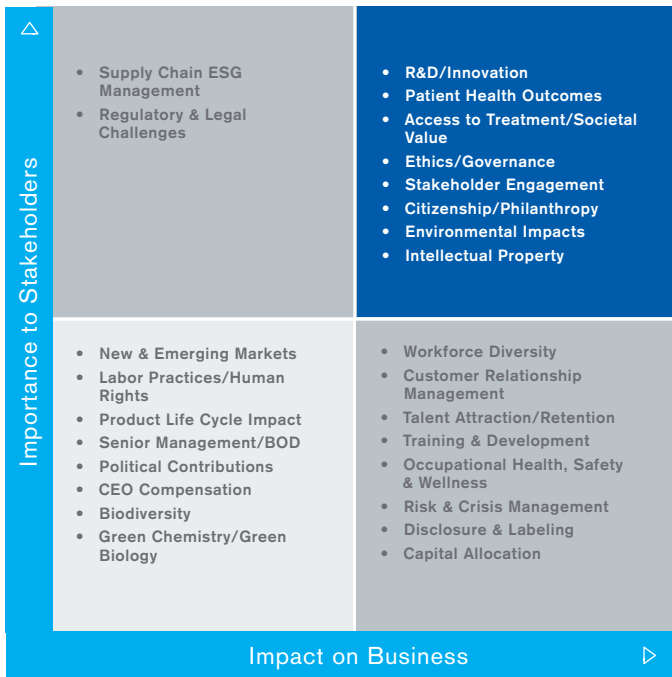 Importance to Stakeholders
• Supply Chain ESG
Management
• Regulatory & Legal
Challenges
• R&D/Innovation
• Patient Health Outcomes
• Access to Treatment/Societal
Value
• Ethics/Governance
• Stakeholder Engagement
• Citizenship/Philanthropy
• Environmental Impacts
• Intellectual Property
• New & Emerging Markets
• Labor Practices/Human
Rights
• Product Life Cycle Impact
• Senior Management/BOD
• Political Contributions
• CEO Compensation
• Biodiversity
• Green Chemistry/Green
Biology
• Workforce Diversity
• Customer Relationship
Management
• Talent Attraction/Retention
• Training & Development
• Occupational Health, Safety
& Wellness
• Risk & Crisis Management
• Disclosure & Labeling
• Capital Allocation
Impact on Business